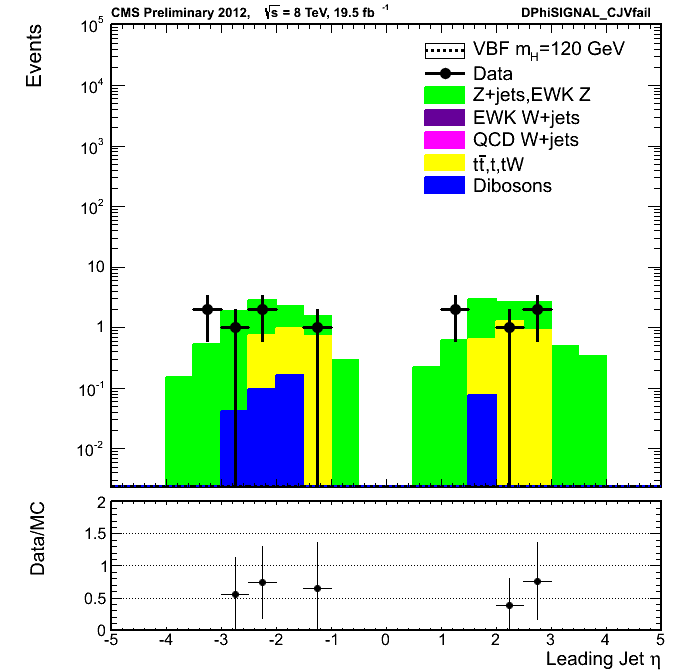 CMS Preliminary 2012, √s = 8 TeV, 19.5 fb⁻¹ DPhiSIGNAL_CJVfail
Events
10⁵
10⁴
10³
10²
10
1
10⁻¹
10⁻²
VBF m_H=120 GeV
Data
Z+jets,EWK Z
EWK W+jets
QCD W+jets
tt̄,t,tW
Dibosons
Data/MC
2
1.5
1
0.5
0
-5 -4 -3 -2 -1 0 1 2 3 4 5
Leading Jet η